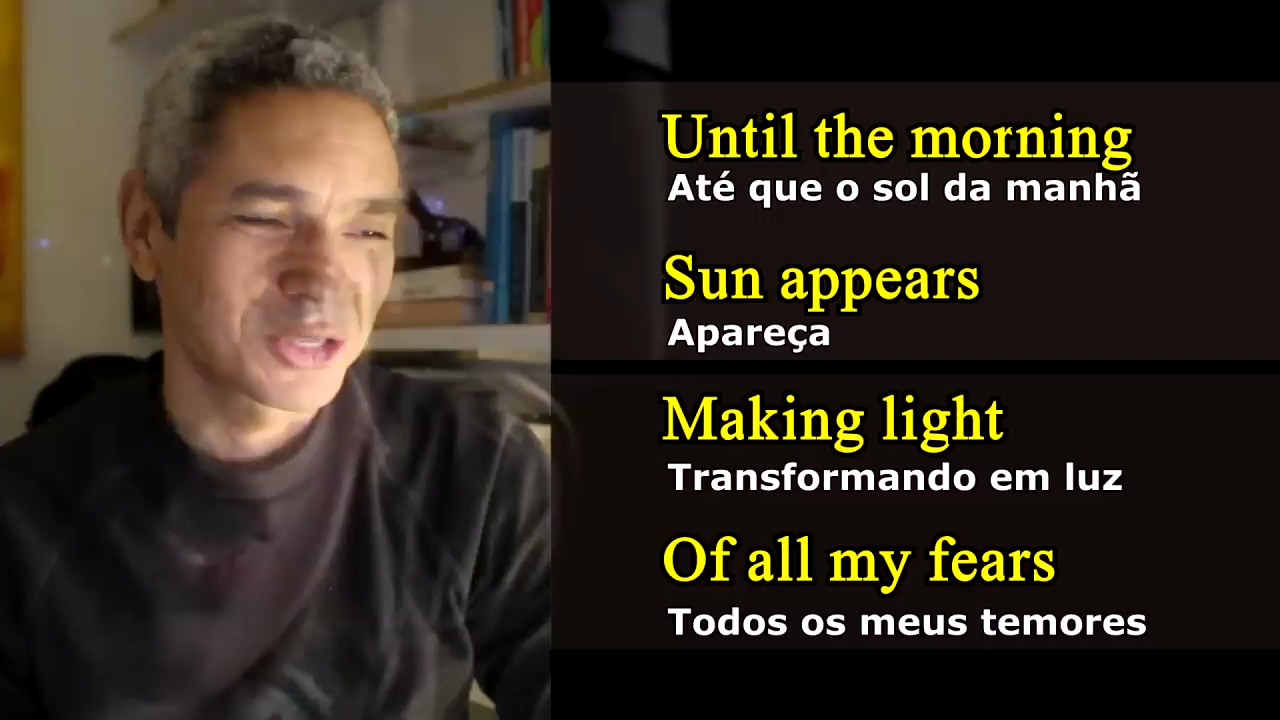 Until the morning
Até que o sol da manhã
Sun appears
Apareça
Making light
Transformando em luz
Of all my fears
Todos os meus temores